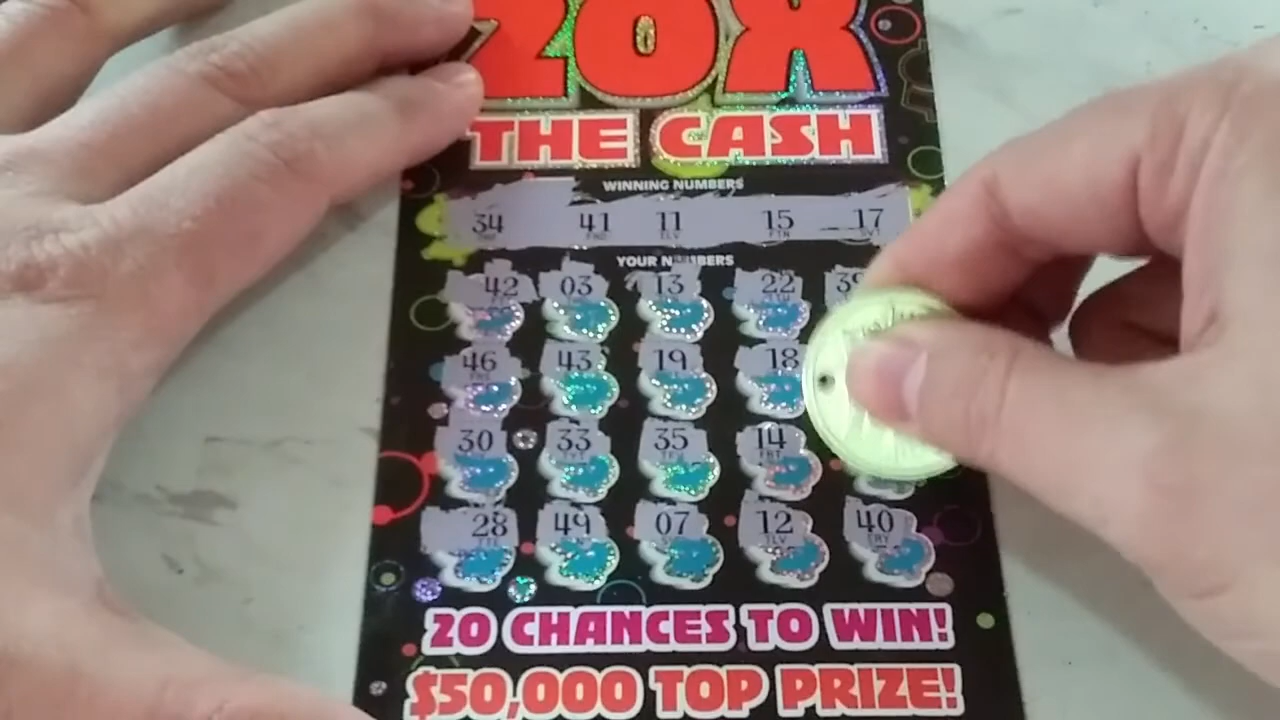 20X
THE CASH
WINNING NUMBERS
34 41 11 15 17
YOUR NUMBERS
42 03 13 22 39
46 43 19 18
30 33 35 14
28 49 07 12 40
20 CHANCES TO WIN!
$50,000 TOP PRIZE!